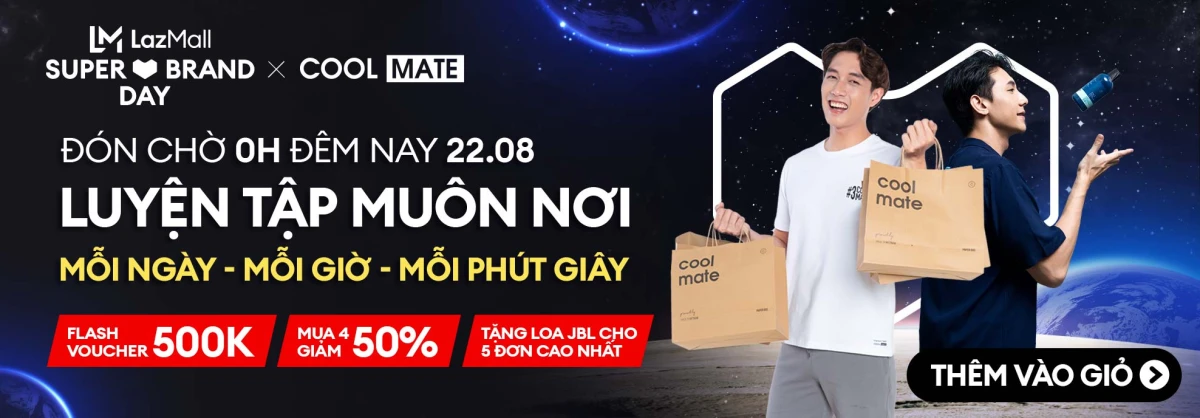 LM LazMall
SUPER BRAND DAY × COOL MATE
ĐÓN CHỜ 0H ĐÊM NAY 22.08
LUYỆN TẬP MUÔN NƠI
MỖI NGÀY - MỖI GIỜ - MỖI PHÚT GIÂY
FLASH VOUCHER 500K
MUA 4 GIẢM 50%
TẶNG LOA JBL CHO
5 ĐƠN CAO NHẤT
cool
mate
cool
mate
THÊM VÀO GIỎ